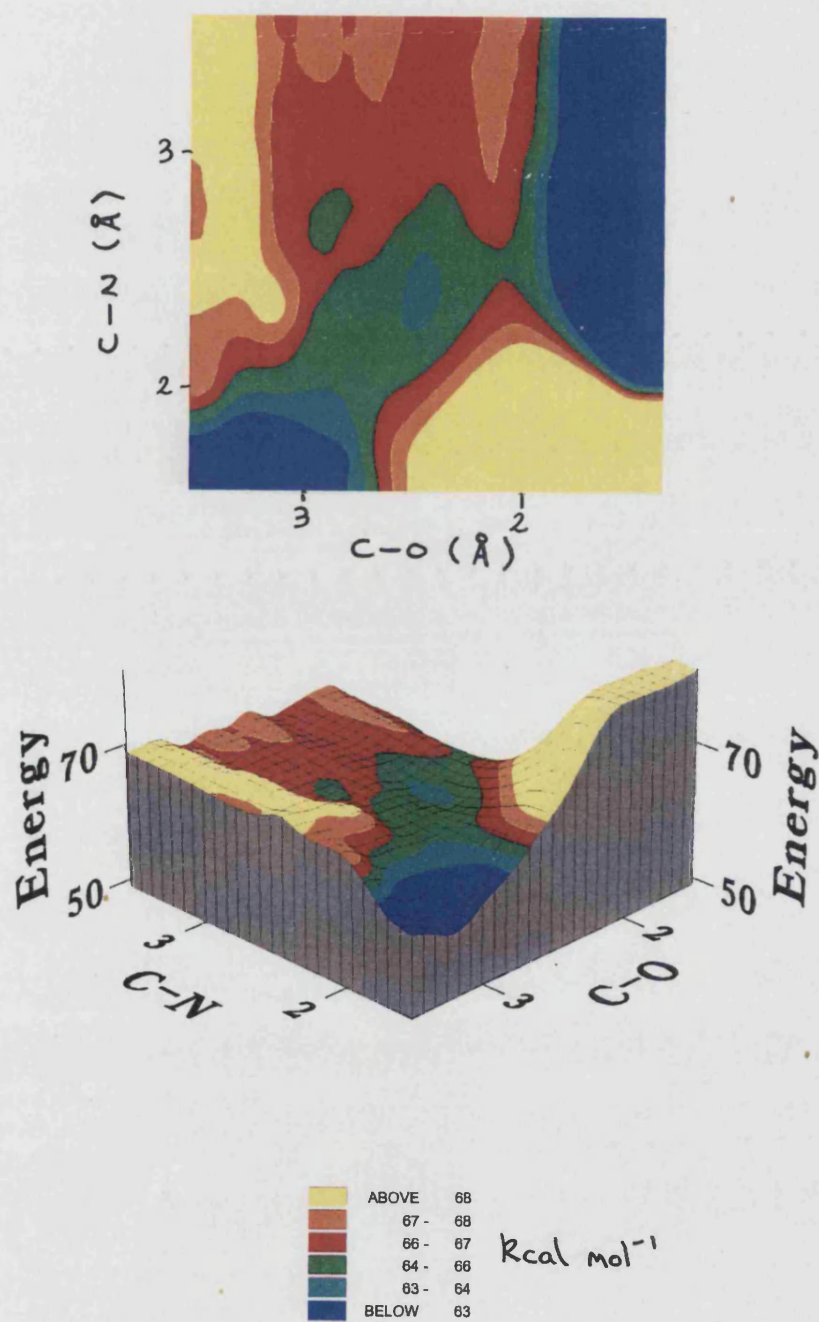 3
2
C-N (Å)
3
2
C-O (Å)
Energy
70
50
3
2
C-N
3
2
C-O
70
50
Energy
ABOVE 68
67 - 68
66 - 67
64 - 66
63 - 64
BELOW 63
kcal mol⁻¹